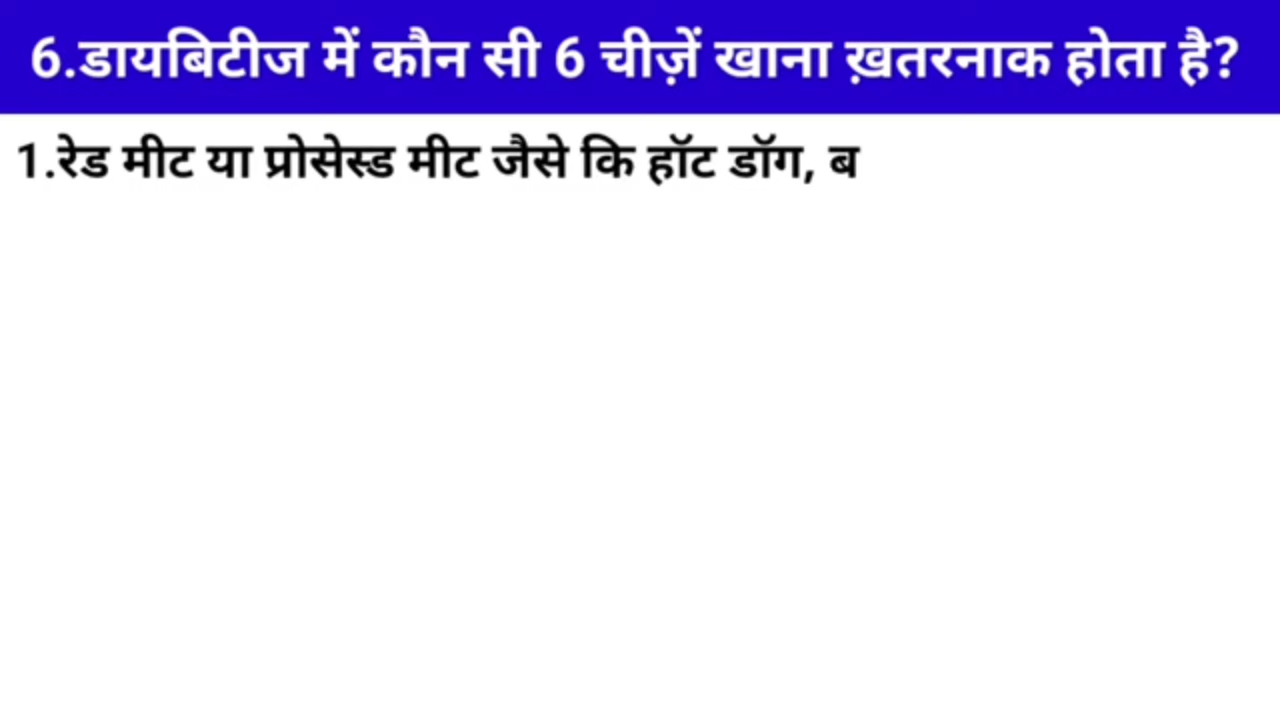 6.डायबिटीज में कौन सी 6 चीज़ें खाना ख़तरनाक होता है?
1.रेड मीट या प्रोसेस्ड मीट जैसे कि हॉट डॉग, ब